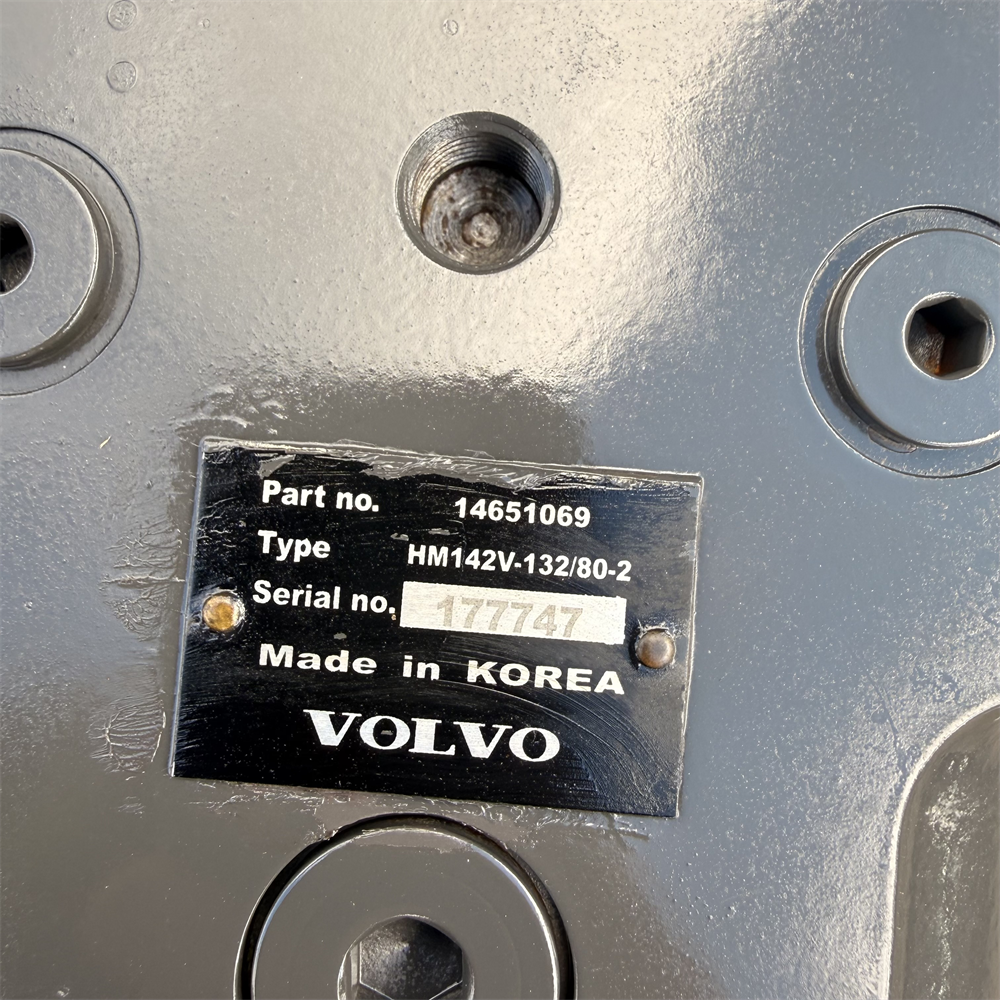 Part no. 14651069
Type HM142V-132/80-2
Serial no. 177747
Made in KOREA
VOLVO